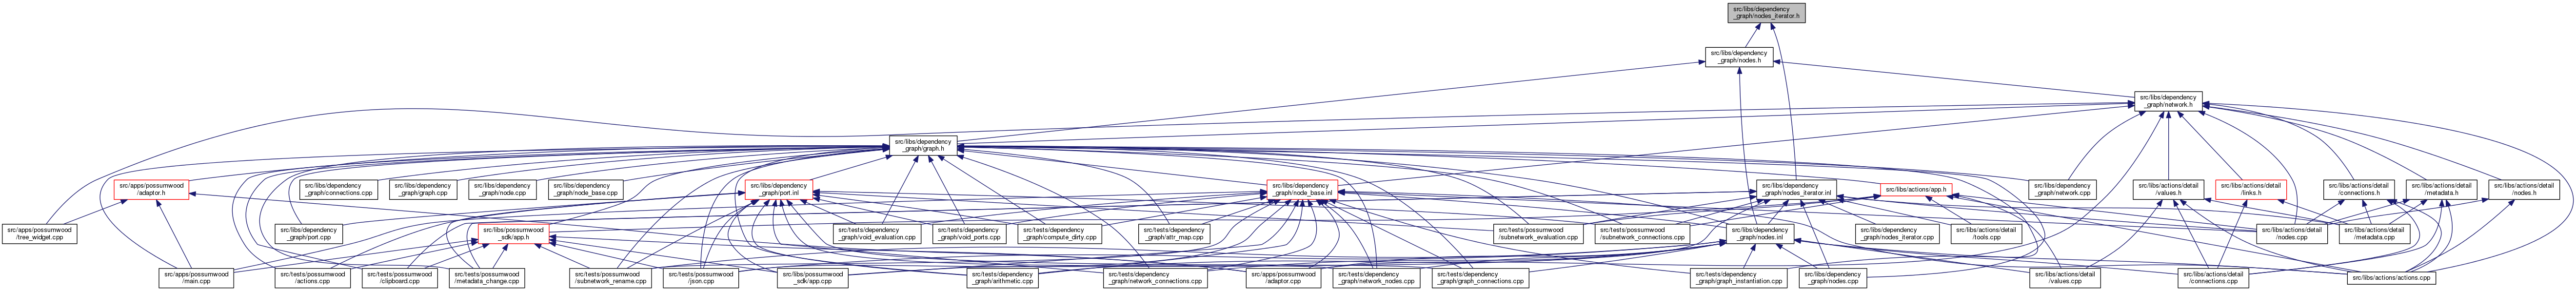 src/libs/dependency
_graph/nodes_iterator.h
src/libs/dependency
_graph/nodes.h
src/libs/dependency
_graph/network.h
src/libs/dependency
_graph/graph.h
src/apps/possumwood
/adaptor.h
src/libs/dependency
_graph/connections.cpp
src/libs/dependency
_graph/graph.cpp
src/libs/dependency
_graph/node.cpp
src/libs/dependency
_graph/node_base.cpp
src/libs/dependency
_graph/port.inl
src/libs/dependency
_graph/node_base.inl
src/libs/dependency
_graph/nodes_iterator.inl
src/libs/actions/app.h
src/libs/dependency
_graph/network.cpp
src/libs/actions/detail
/values.h
src/libs/actions/detail
/links.h
src/libs/actions/detail
/connections.h
src/libs/actions/detail
/metadata.h
src/libs/actions/detail
/nodes.h
src/apps/possumwood
/tree_widget.cpp
src/libs/dependency
_graph/port.cpp
src/libs/possumwood
_sdk/app.h
src/tests/dependency
_graph/void_evaluation.cpp
src/tests/dependency
_graph/void_ports.cpp
src/tests/dependency
_graph/compute_dirty.cpp
src/tests/dependency
_graph/attr_map.cpp
src/tests/possumwood
/subnetwork_evaluation.cpp
src/tests/possumwood
/subnetwork_connections.cpp
src/libs/dependency
_graph/nodes.inl
src/libs/dependency
_graph/nodes_iterator.cpp
src/libs/actions/detail
/tools.cpp
src/libs/actions/detail
/nodes.cpp
src/libs/actions/detail
/metadata.cpp
src/apps/possumwood
/main.cpp
src/tests/possumwood
/actions.cpp
src/tests/possumwood
/clipboard.cpp
src/tests/possumwood
/metadata_change.cpp
src/tests/possumwood
/subnetwork_rename.cpp
src/tests/possumwood
/json.cpp
src/libs/possumwood
_sdk/app.cpp
src/tests/dependency
_graph/arithmetic.cpp
src/tests/dependency
_graph/network_connections.cpp
src/apps/possumwood
/adaptor.cpp
src/tests/dependency
_graph/network_nodes.cpp
src/tests/dependency
_graph/graph_connections.cpp
src/tests/dependency
_graph/graph_instantiation.cpp
src/libs/dependency
_graph/nodes.cpp
src/libs/actions/detail
/values.cpp
src/libs/actions/detail
/connections.cpp
src/libs/actions/actions.cpp